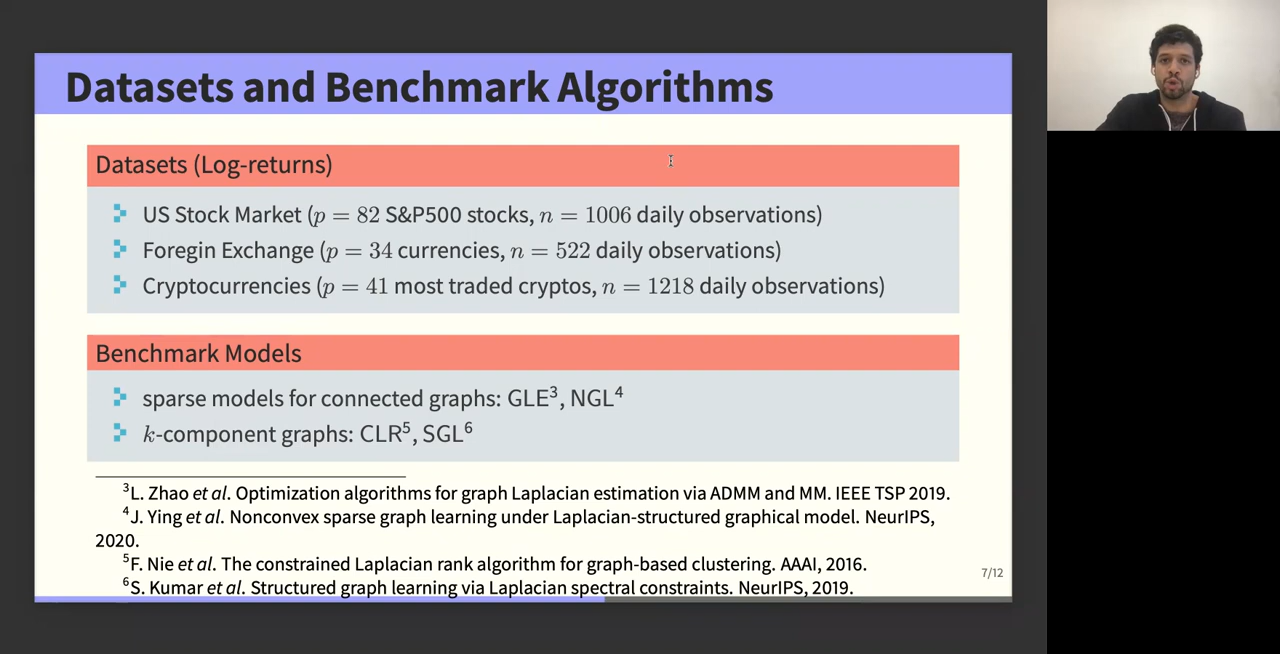 Datasets and Benchmark Algorithms
Datasets (Log-returns)
US Stock Market (p = 82 S&P500 stocks, n = 1006 daily observations)
Foregin Exchange (p = 34 currencies, n = 522 daily observations)
Cryptocurrencies (p = 41 most traded cryptos, n = 1218 daily observations)
Benchmark Models
sparse models for connected graphs: GLE³, NGL⁴
k-component graphs: CLR⁵, SGL⁶
³L. Zhao et al. Optimization algorithms for graph Laplacian estimation via ADMM and MM. IEEE TSP 2019.
⁴J. Ying et al. Nonconvex sparse graph learning under Laplacian-structured graphical model. NeurIPS,
2020.
⁵F. Nie et al. The constrained Laplacian rank algorithm for graph-based clustering. AAAI, 2016.
⁶S. Kumar et al. Structured graph learning via Laplacian spectral constraints. NeurIPS, 2019.
7/12